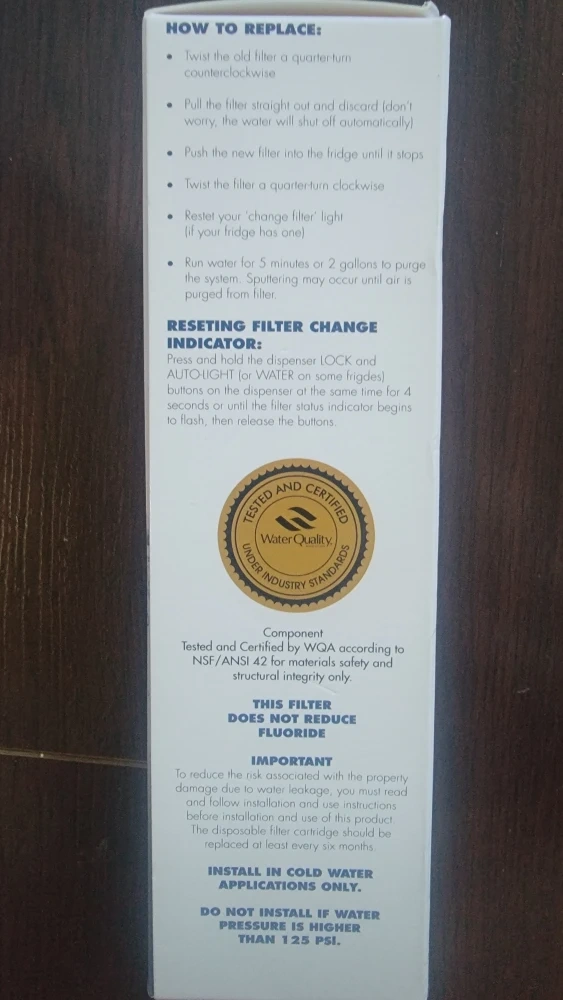 HOW TO REPLACE:
• Twist the old filter a quarter-turn
counterclockwise
• Pull the filter straight out and discard (don't
worry, the water will shut off automatically)
• Push the new filter into the fridge until it stops
• Twist the filter a quarter-turn clockwise
• Restet your 'change filter' light
(if your fridge has one)
• Run water for 5 minutes or 2 gallons to purge
the system. Sputtering may occur until air is
purged from filter.
RESETING FILTER CHANGE
INDICATOR:
Press and hold the dispenser LOCK and
AUTO-LIGHT (or WATER on some frigdes)
buttons on the dispenser at the same time for 4
seconds or until the filter status indicator begins
to flash, then release the buttons.
TESTED AND CERTIFIED
Water Quality
UNDER INDUSTRY STANDARDS
Component
Tested and Certified by WQA according to
NSF/ANSI 42 for materials safety and
structural integrity only.
THIS FILTER
DOES NOT REDUCE
FLUORIDE
IMPORTANT
To reduce the risk associated with the property
damage due to water leakage, you must read
and follow installation and use instructions
before installation and use of this product.
The disposable filter cartridge should be
replaced at least every six months.
INSTALL IN COLD WATER
APPLICATIONS ONLY.
DO NOT INSTALL IF WATER
PRESSURE IS HIGHER
THAN 125 PSI.